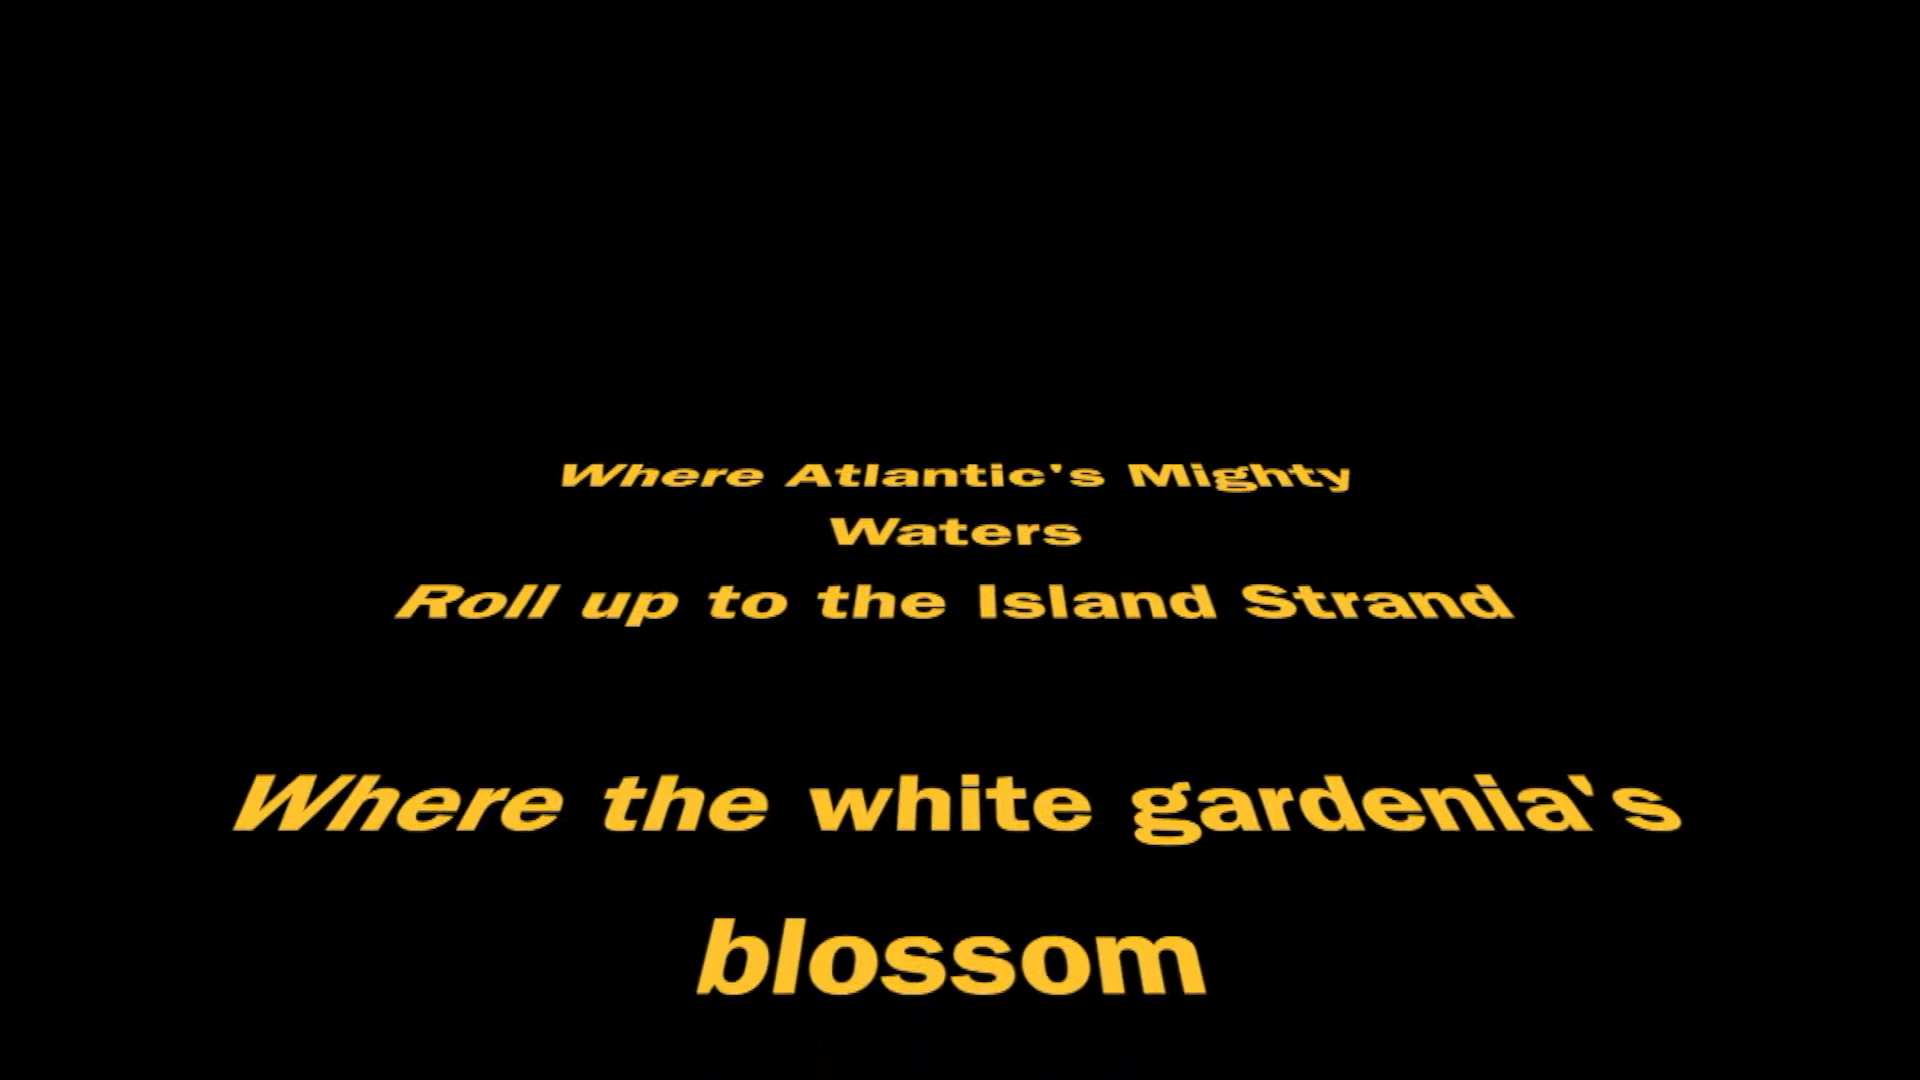 Where Atlantic's Mighty
Waters
Roll up to the Island Strand
Where the white gardenia's
blossom